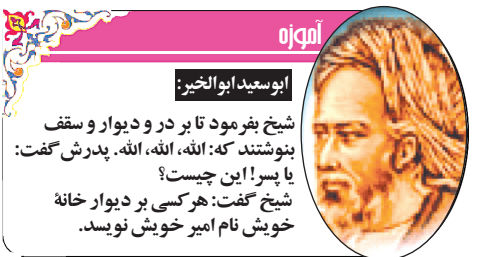 آموزه
ابوسعید ابوالخیر:
شیخ بفرمود تا بر در و دیوار و سقف
بنوشتند که: الله، الله، الله. پدرش گفت:
یا پسر! این چیست؟
شیخ گفت: هرکسی بر دیوار خانهٔ
خویش نام امیر خویش نویسد.